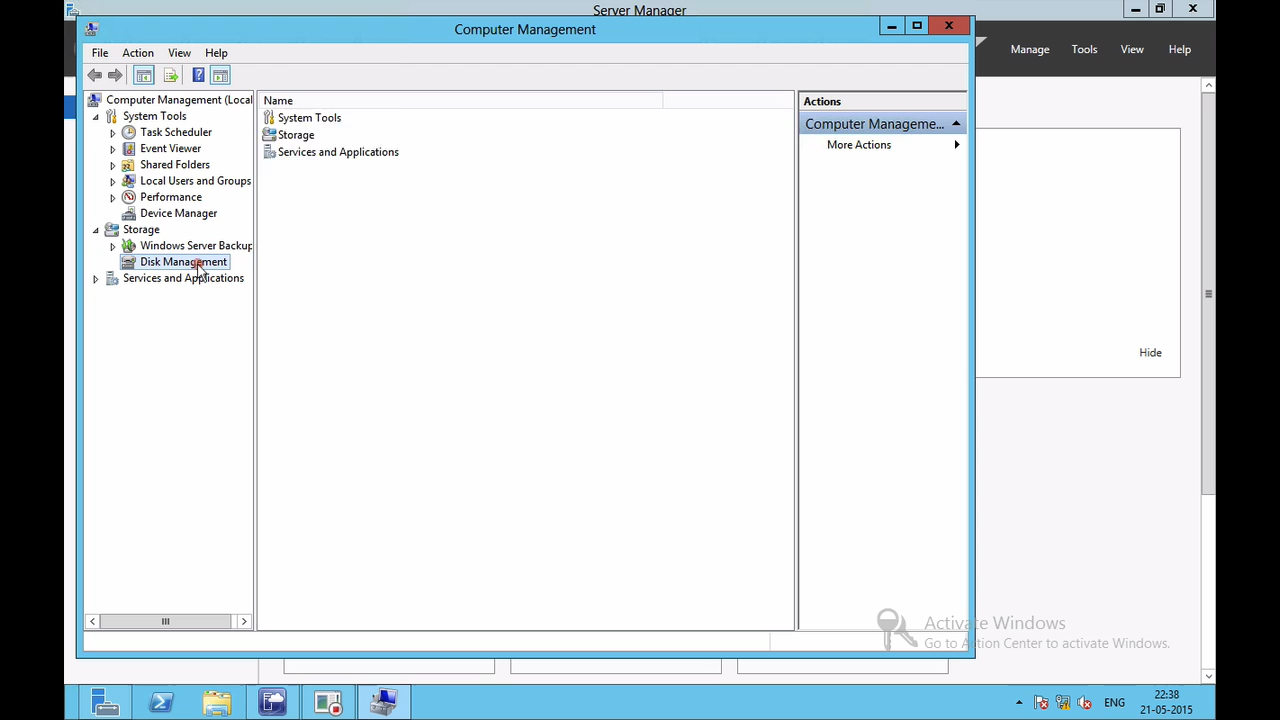 Server Manager
Computer Management
File Action View Help
Manage Tools View Help
Computer Management (Local
System Tools
Task Scheduler
Event Viewer
Shared Folders
Local Users and Groups
Performance
Device Manager
Storage
Windows Server Backup
Disk Management
Services and Applications
Name
System Tools
Storage
Services and Applications
Actions
Computer Manageme...
More Actions
Hide
Activate Windows
Go to Action Center to activate Windows.
ENG
22:38
21-05-2015